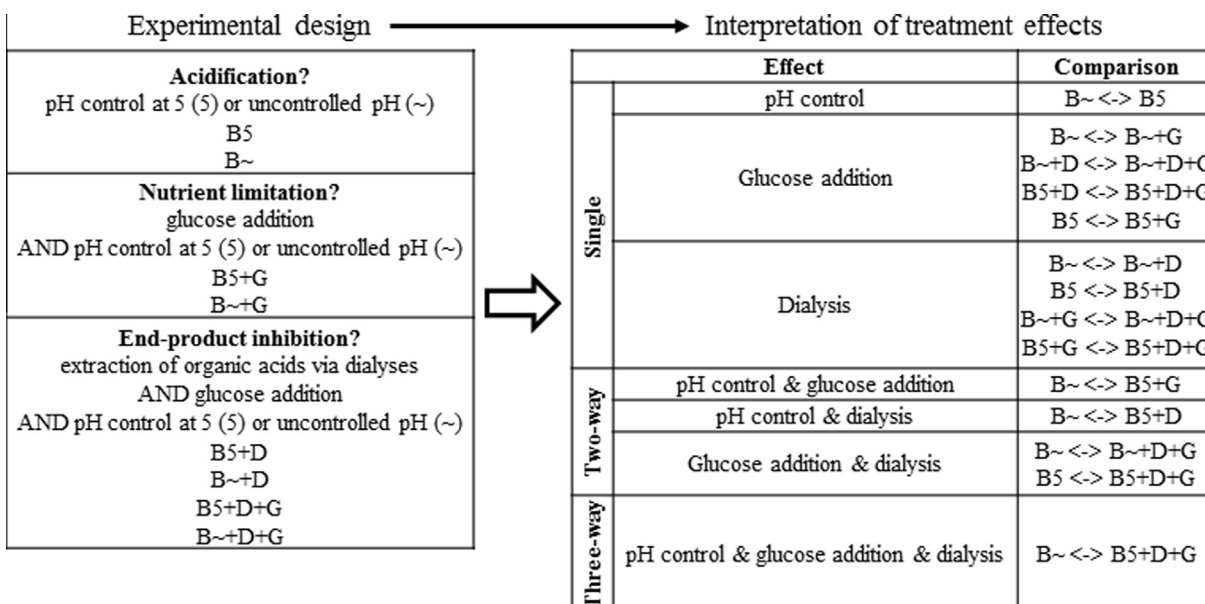 Experimental design
Interpretation of treatment effects
Acidification?
pH control at 5 (5) or uncontrolled pH (~)
B5
B~
Nutrient limitation?
glucose addition
AND pH control at 5 (5) or uncontrolled pH (~)
B5+G
B~+G
End-product inhibition?
extraction of organic acids via dialyses
AND glucose addition
AND pH control at 5 (5) or uncontrolled pH (~)
B5+D
B~+D
B5+D+G
B~+D+G
Effect
Comparison
Single
pH control
B~ <-> B5
Glucose addition
B~ <-> B~+G
B~+D <-> B~+D+G
B5+D <-> B5+D+G
B5 <-> B5+G
Dialysis
B~ <-> B~+D
B5 <-> B5+D
B~+G <-> B~+D+G
B5+G <-> B5+D+G
Two-way
pH control & glucose addition
B~ <-> B5+G
pH control & dialysis
B~ <-> B5+D
Glucose addition & dialysis
B~ <-> B~+D+G
B5 <-> B5+D+G
Three-way
pH control & glucose addition & dialysis
B~ <-> B5+D+G